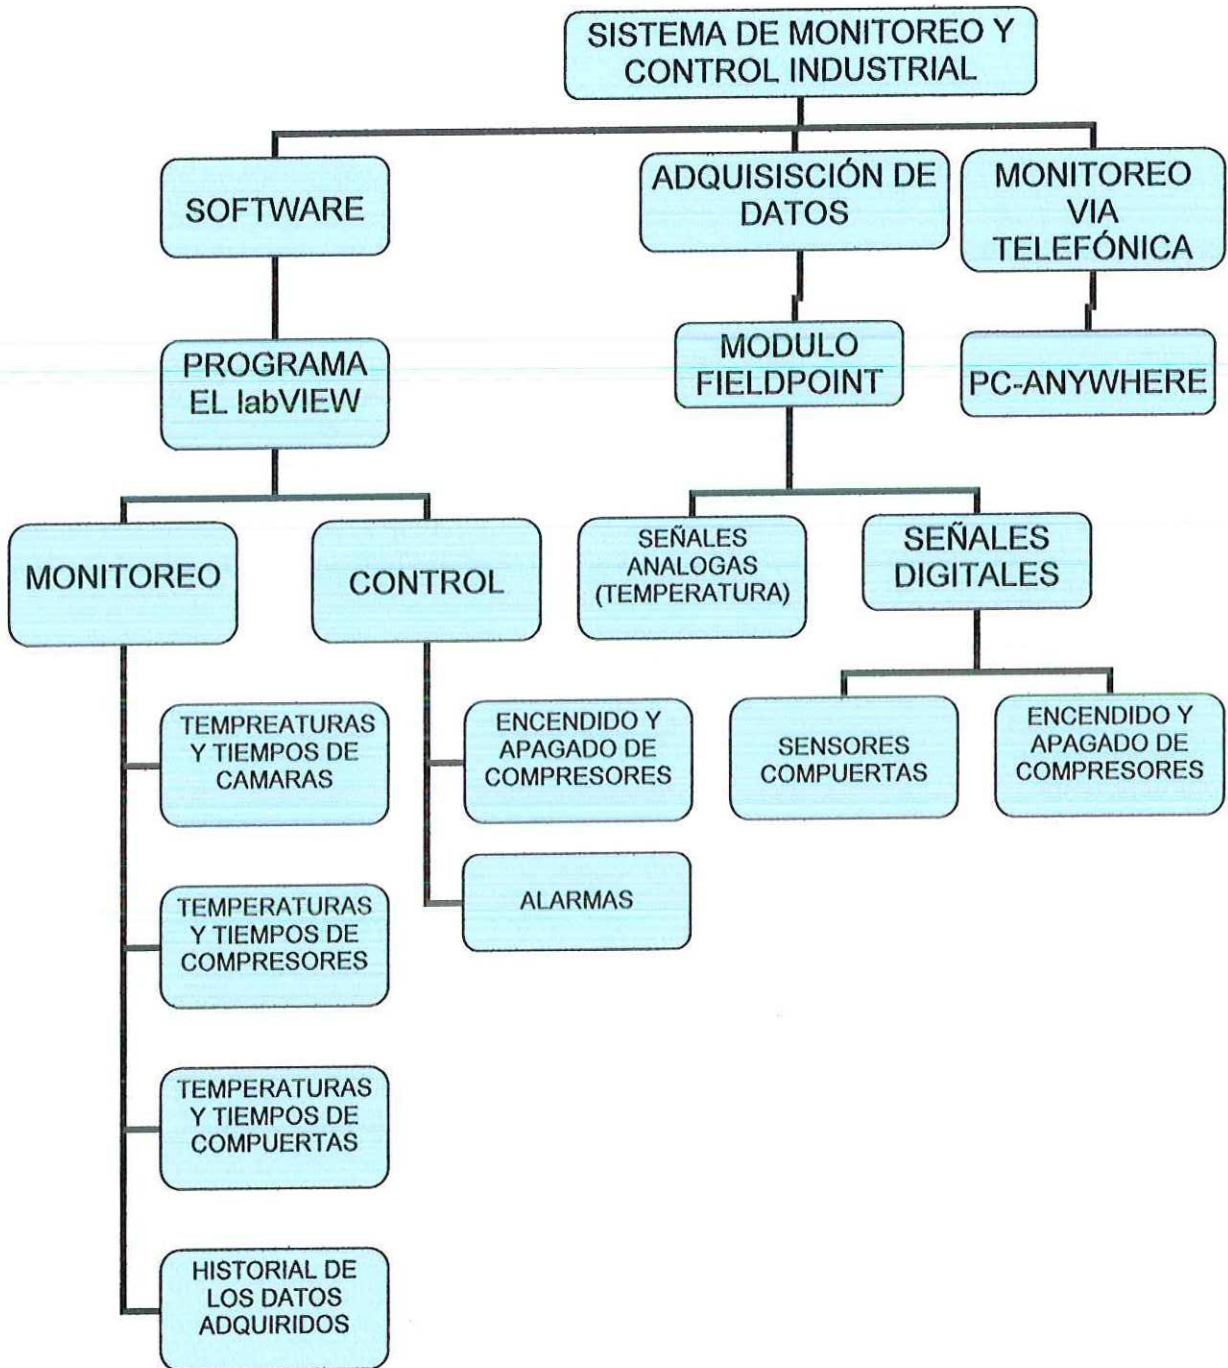 SISTEMA DE MONITOREO Y
CONTROL INDUSTRIAL
SOFTWARE
ADQUISISCIÓN DE
DATOS
MONITOREO
VIA
TELEFÓNICA
PROGRAMA
EL labVIEW
MODULO
FIELDPOINT
PC-ANYWHERE
MONITOREO
CONTROL
SEÑALES
ANALOGAS
(TEMPERATURA)
SEÑALES
DIGITALES
TEMPREATURAS
Y TIEMPOS DE
CAMARAS
ENCENDIDO Y
APAGADO DE
COMPRESORES
SENSORES
COMPUERTAS
ENCENDIDO Y
APAGADO DE
COMPRESORES
TEMPERATURAS
Y TIEMPOS DE
COMPRESORES
ALARMAS
TEMPERATURAS
Y TIEMPOS DE
COMPUERTAS
HISTORIAL DE
LOS DATOS
ADQUIRIDOS